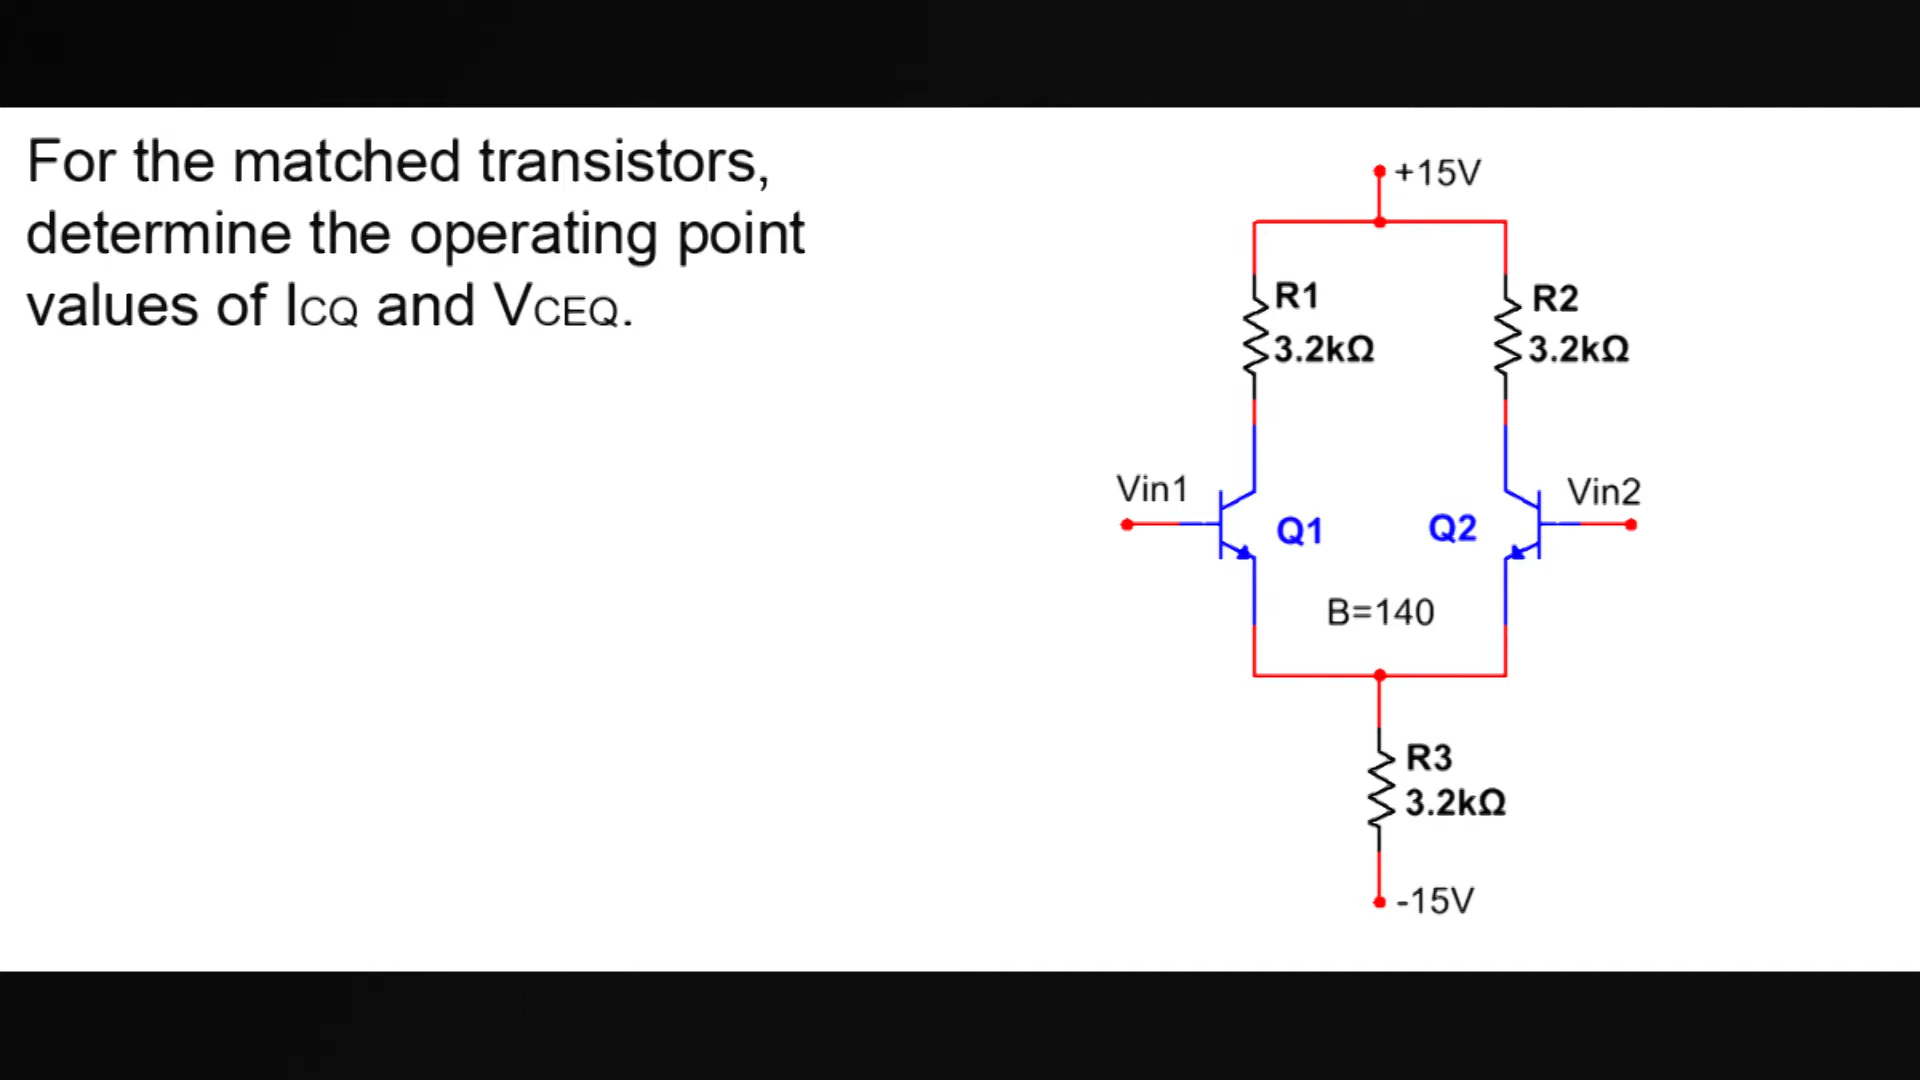 For the matched transistors,
determine the operating point
values of ICQ and VCEQ.
+15V
R1
3.2kΩ
R2
3.2kΩ
Vin1
Vin2
Q1
Q2
B=140
R3
3.2kΩ
-15V